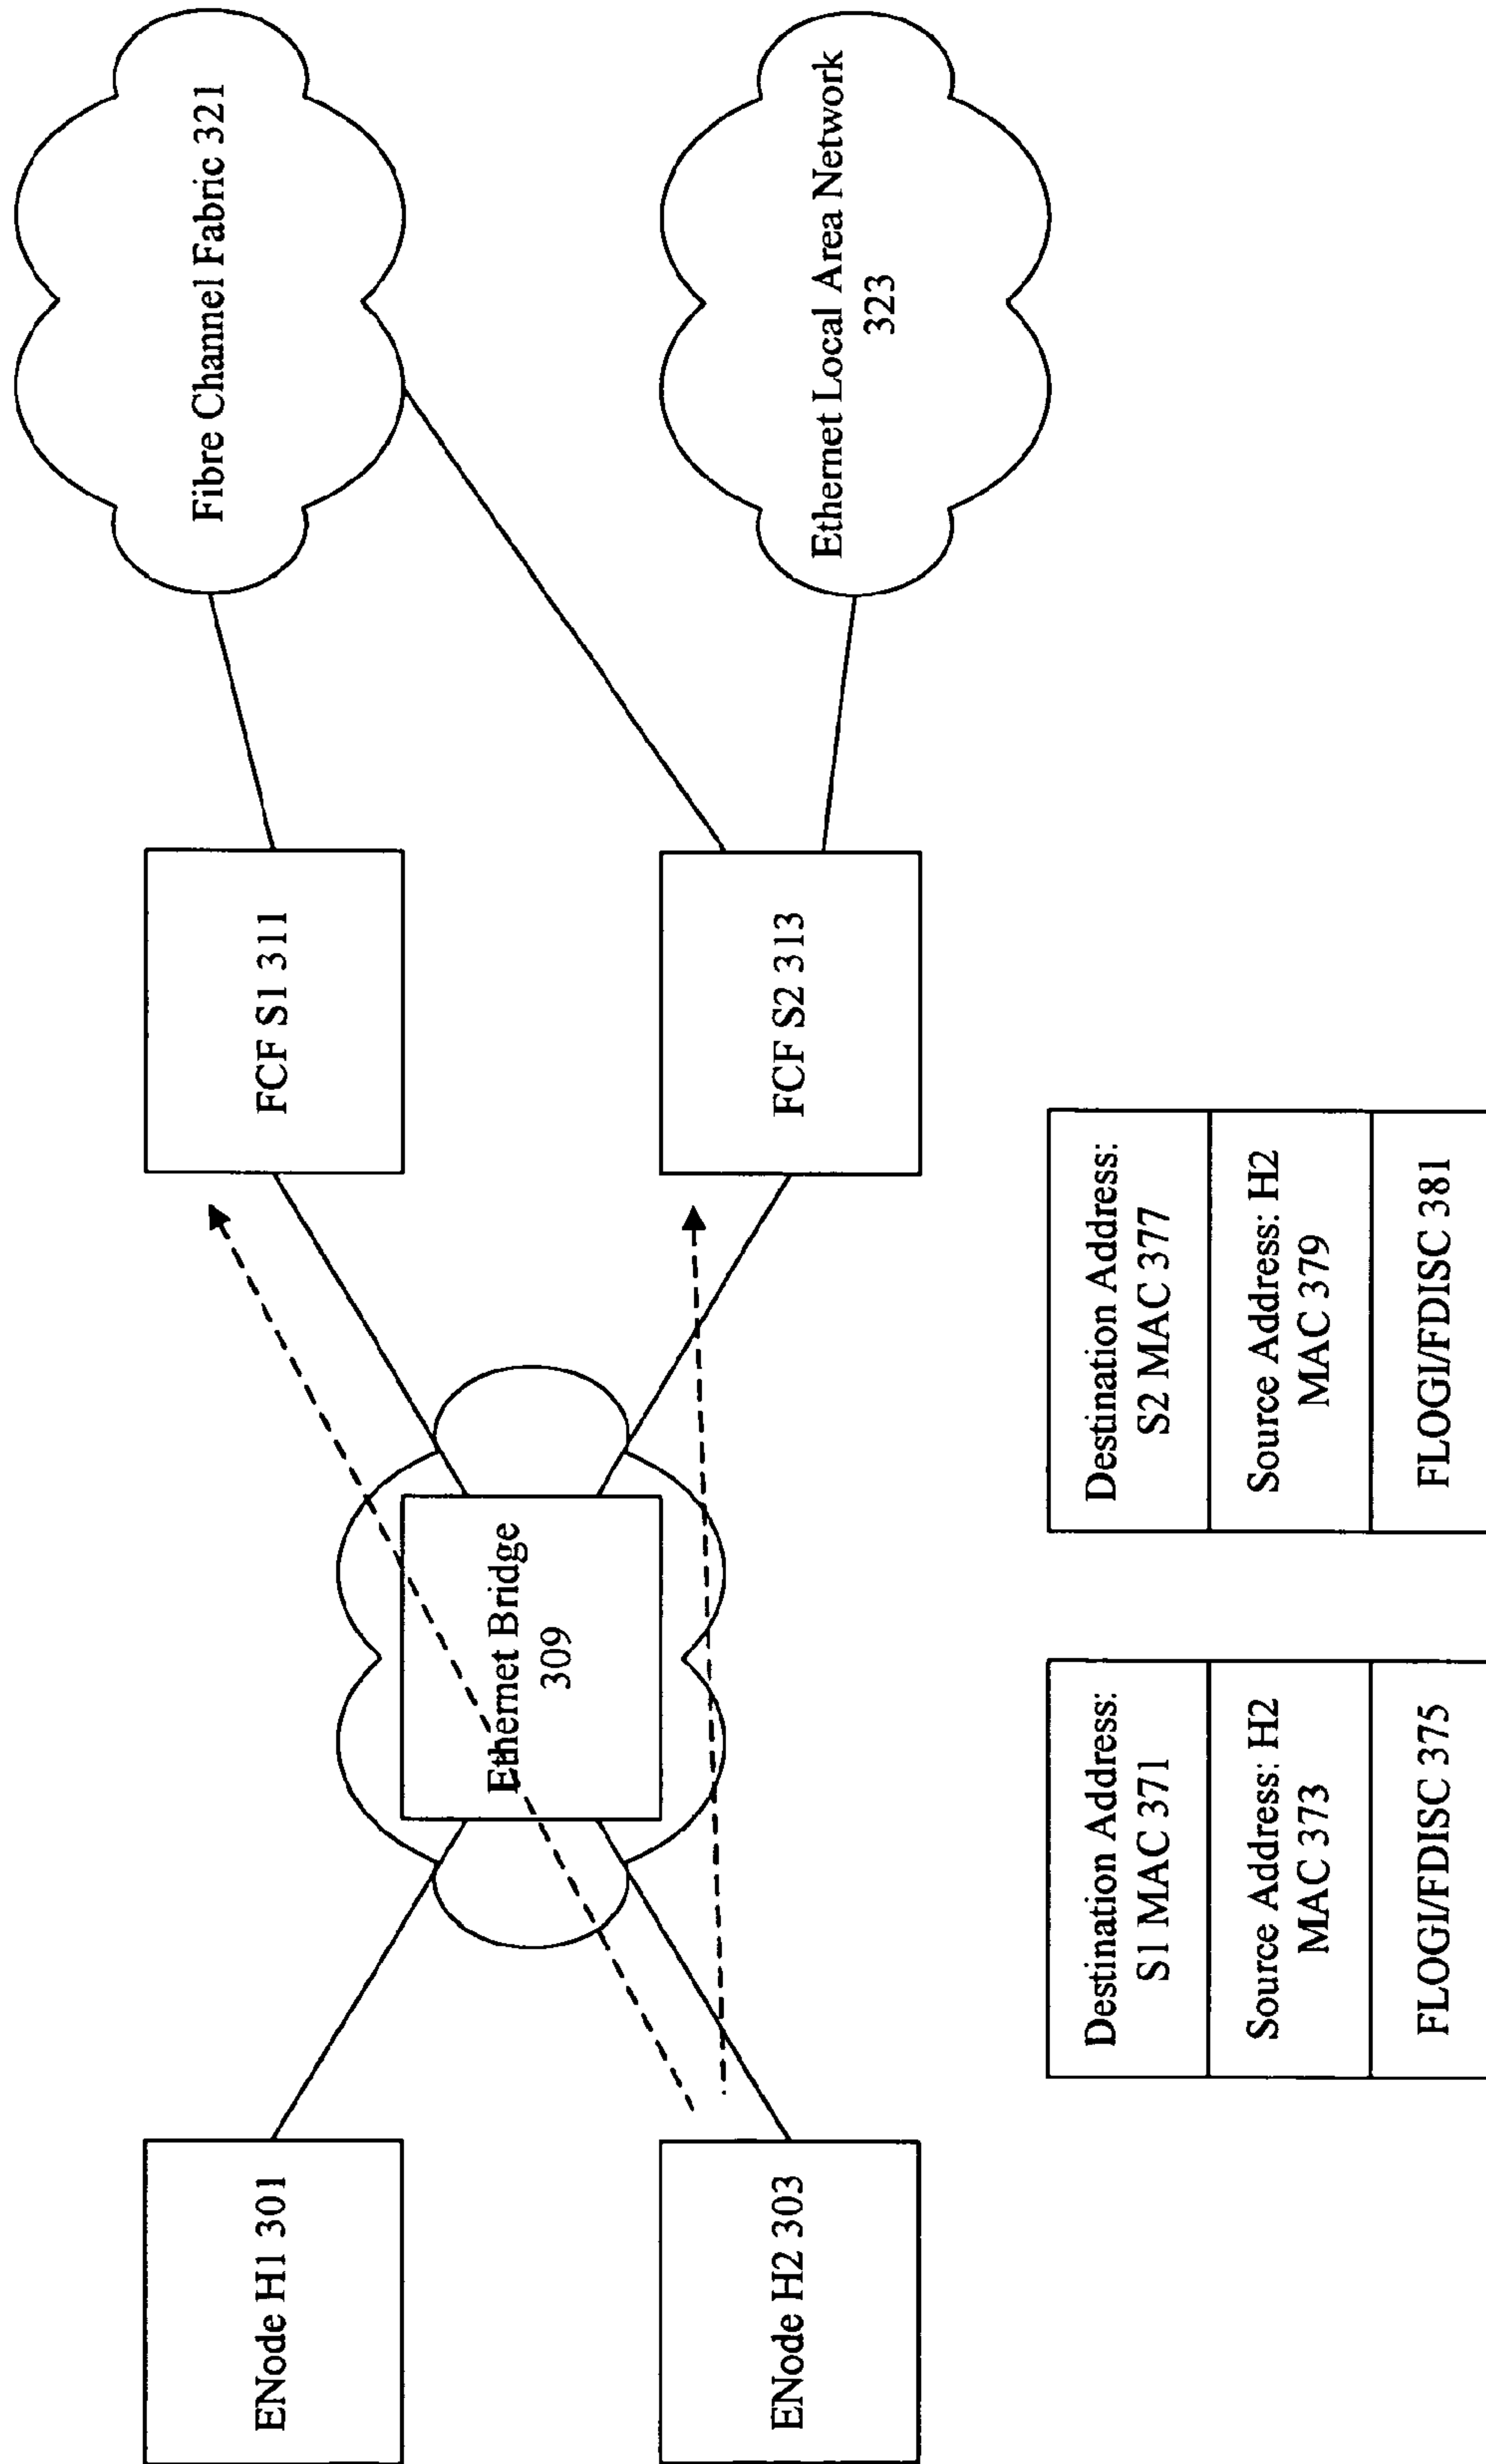 ENode H1 301
ENode H2 303
Ethernet Bridge
309
FCF S1 311
FCF S2 313
Fibre Channel Fabric 321
Ethernet Local Area Network
323
Destination Address:
S1 MAC 371
Source Address: H2
MAC 373
FLOGI/FDISC 375
Destination Address:
S2 MAC 377
Source Address: H2
MAC 379
FLOGI/FDISC 381